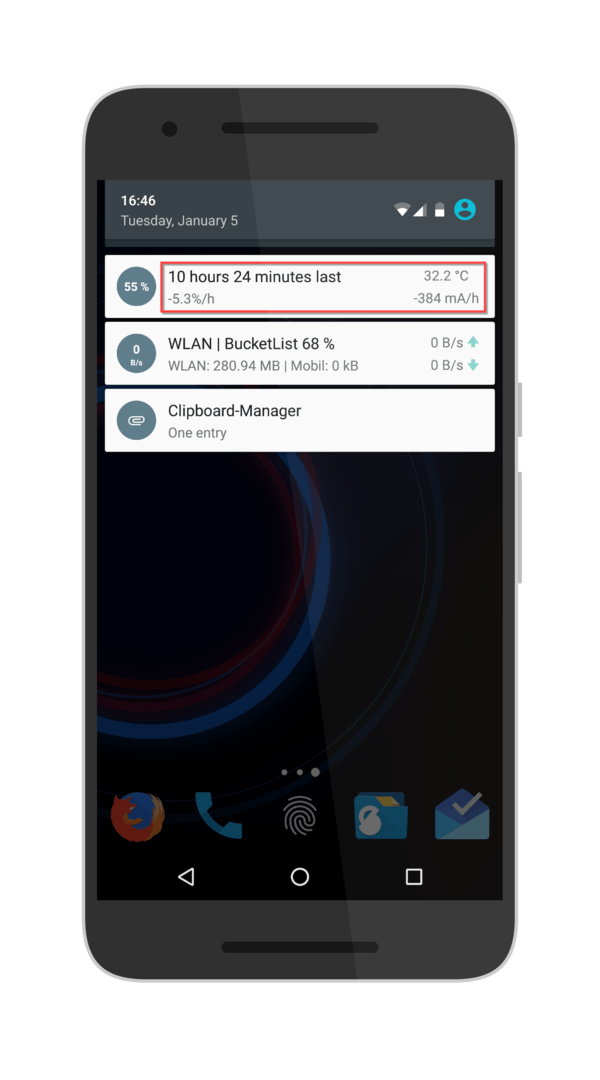 16:46
Tuesday, January 5
55 %
10 hours 24 minutes last
32.2 °C
-5.3%/h
-384 mA/h
0
B/s
WLAN | BucketList 68 %
0 B/s
WLAN: 280.94 MB | Mobil: 0 kB
0 B/s
Clipboard-Manager
One entry